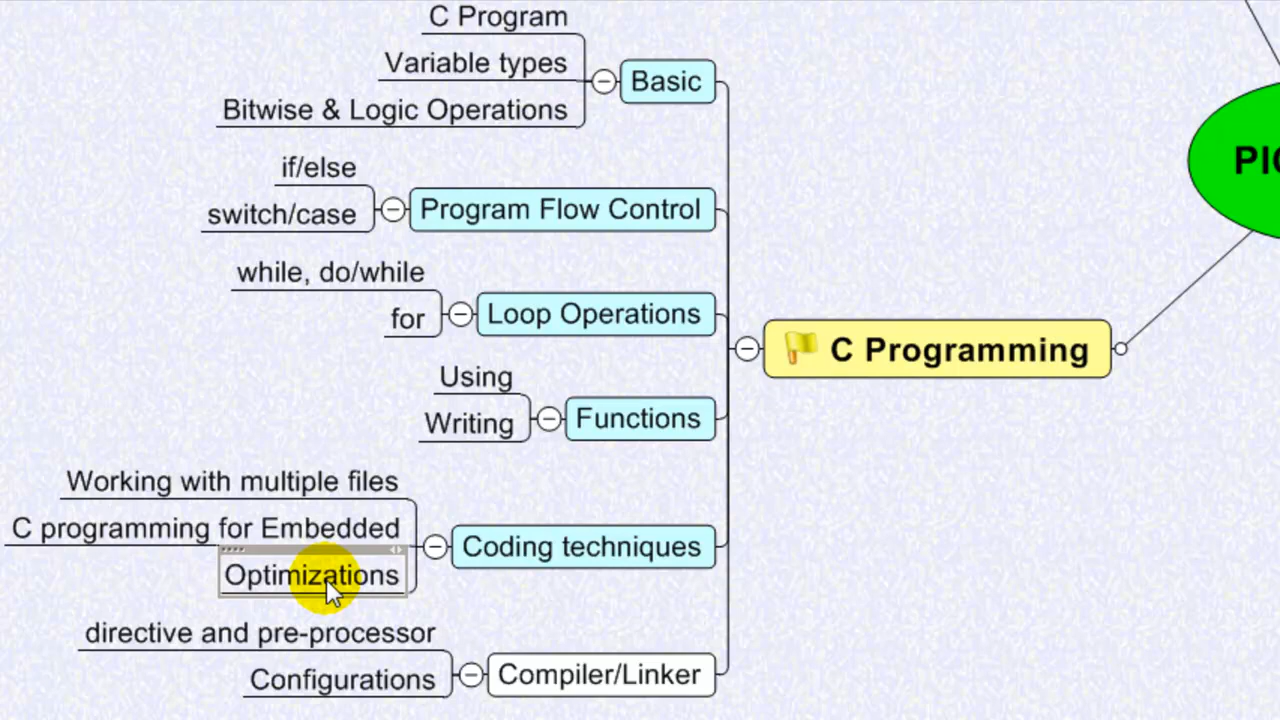 C Program
Variable types
Bitwise & Logic Operations
Basic
if/else
switch/case
Program Flow Control
while, do/while
for
Loop Operations
Using
Writing
Functions
Working with multiple files
C programming for Embedded
Optimizations
Coding techniques
directive and pre-processor
Configurations
Compiler/Linker
C Programming